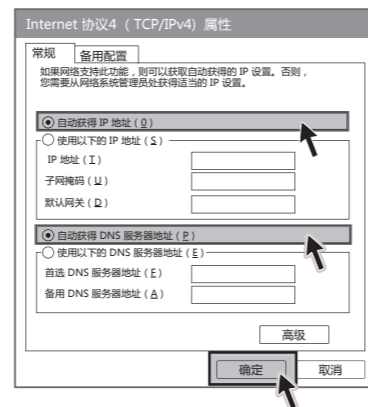 Internet 协议4 （ TCP/IPv4）属性
常规 备用配置
如果网络支持此功能，则可以获取自动获得的 IP 设置。否则，
您需要从网络系统管理员处获得适当的 IP 设置。
自动获得 IP 地址 ( O )
使用以下的 IP 地址 ( S )
IP 地址 ( I )
子网掩码 ( U )
默认网关 ( D )
自动获得 DNS 服务器地址 ( P )
使用以下的 DNS 服务器地址 ( E )
首选 DNS 服务器地址 ( F )
备用 DNS 服务器地址 ( A )
高级
确定 取消